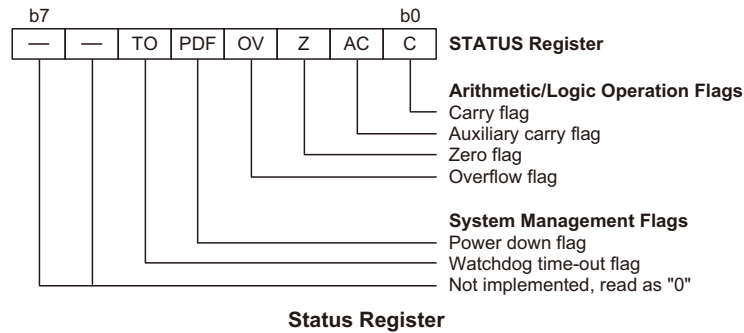 b7 b0
— — TO PDF OV Z AC C STATUS Register
Arithmetic/Logic Operation Flags
Carry flag
Auxiliary carry flag
Zero flag
Overflow flag
System Management Flags
Power down flag
Watchdog time-out flag
Not implemented, read as "0"
Status Register